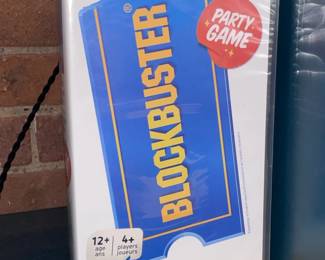 PARTY
GAME
BLOCKBUSTER®
12+
age
ans
4+
players
joueurs